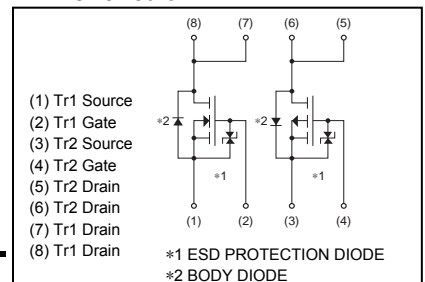 (8) (7) (6) (5)
(1) Tr1 Source
(2) Tr1 Gate
(3) Tr2 Source
(4) Tr2 Gate
(5) Tr2 Drain
(6) Tr2 Drain
(7) Tr1 Drain
(8) Tr1 Drain
∗2 ∗2
∗1 ∗1
(1) (2) (3) (4)
∗1 ESD PROTECTION DIODE
∗2 BODY DIODE